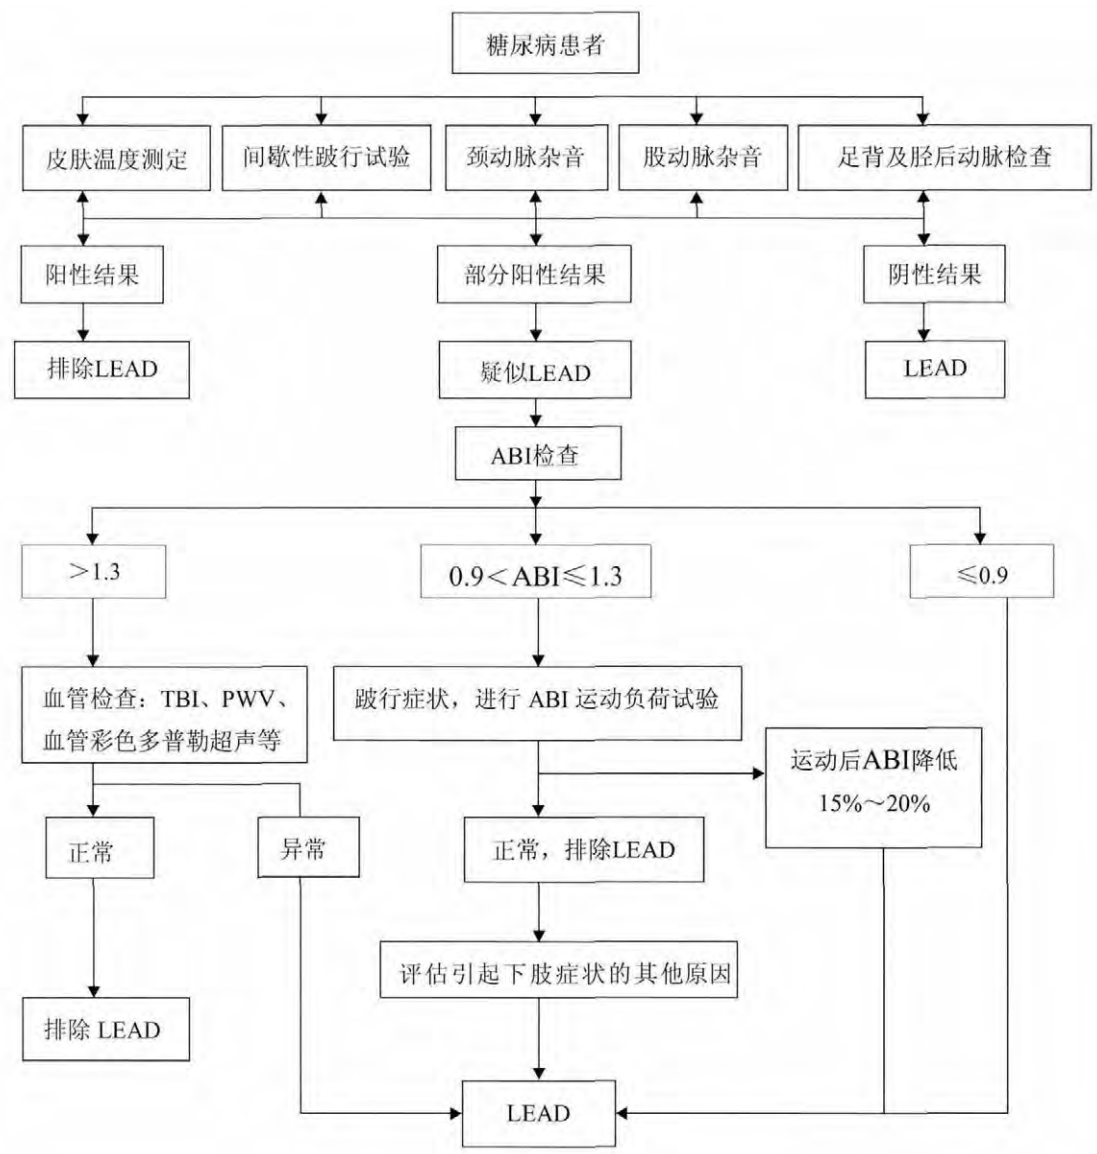 糖尿病患者
皮肤温度测定
间歇性跛行试验
颈动脉杂音
股动脉杂音
足背及胫后动脉检查
阳性结果
部分阳性结果
阴性结果
排除LEAD
疑似LEAD
LEAD
ABI检查
＞1.3
0.9＜ABI≤1.3
≤0.9
血管检查：TBI、PWV、
血管彩色多普勒超声等
跛行症状，进行 ABI 运动负荷试验
运动后ABI降低
15%～20%
正常
异常
正常，排除LEAD
评估引起下肢症状的其他原因
排除 LEAD
LEAD